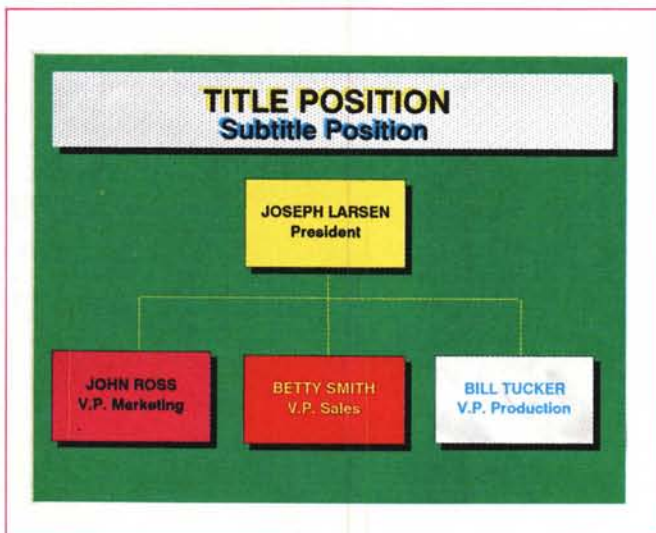 TITLE POSITION
Subtitle Position
JOSEPH LARSEN
President
JOHN ROSS
V.P. Marketing
BETTY SMITH
V.P. Sales
BILL TUCKER
V.P. Production